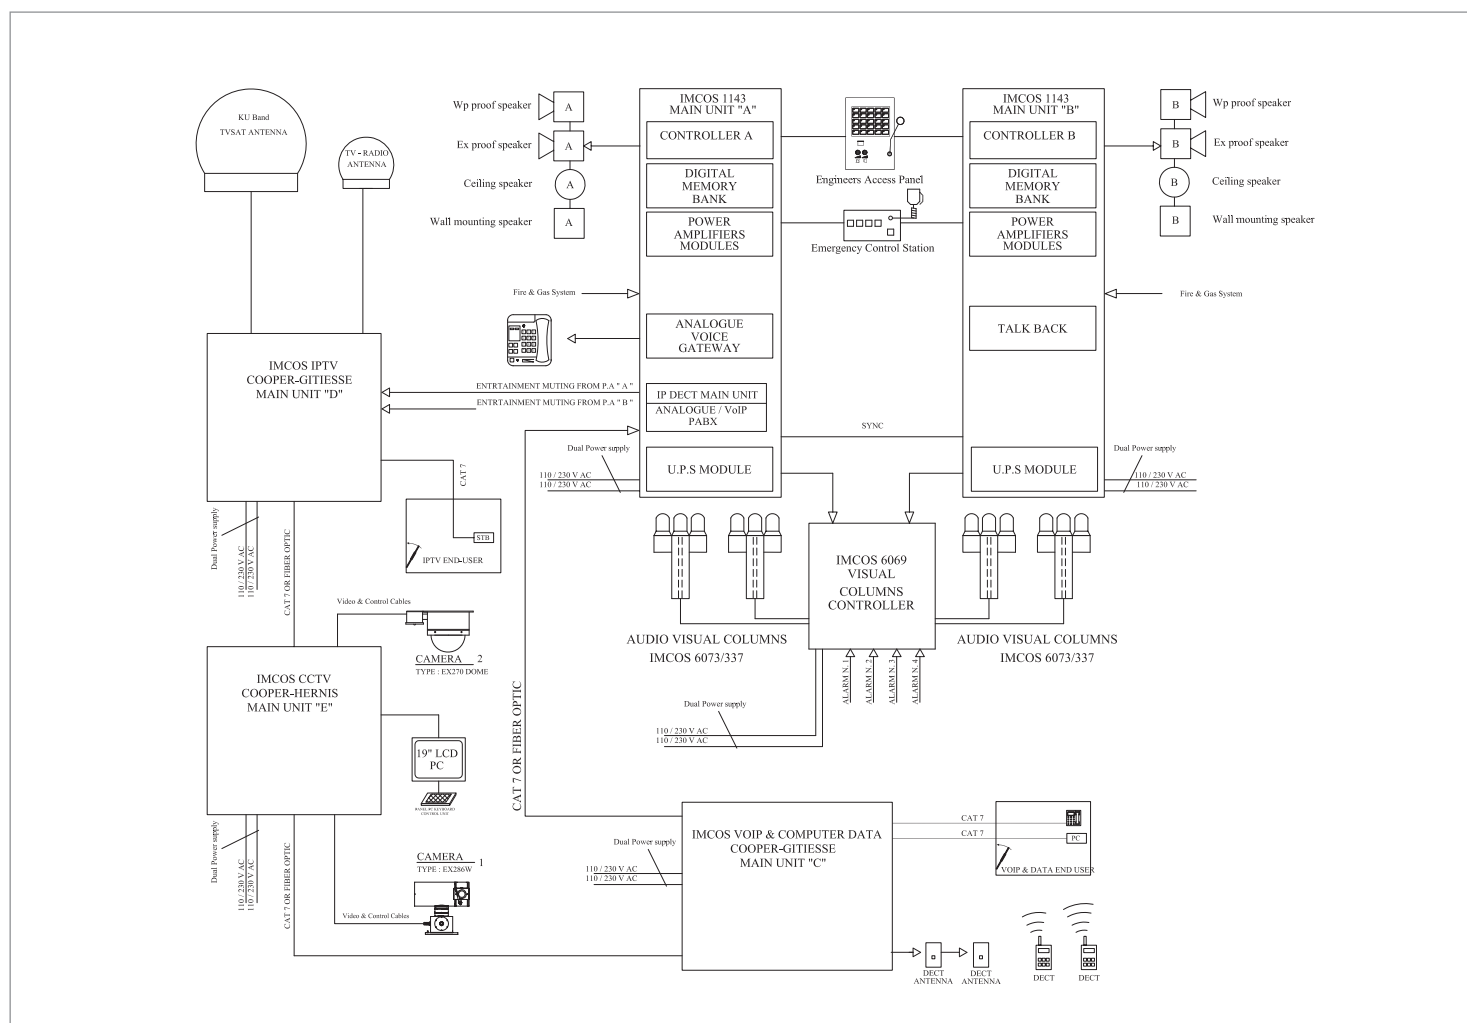 KU Band
TVSAT ANTENNA
TV - RADIO
ANTENNA
Wp proof speaker
A
Ex proof speaker
A
Ceiling speaker
A
Wall mounting speaker
A
IMCOS 1143
MAIN UNIT "A"
CONTROLLER A
DIGITAL
MEMORY
BANK
POWER
AMPLIFIERS
MODULES
ANALOGUE
VOICE
GATEWAY
IP DECT MAIN UNIT
ANALOGUE / VoIP
PABX
U.P.S MODULE
Engineers Access Panel
Emergency Control Station
IMCOS 1143
MAIN UNIT "B"
CONTROLLER B
DIGITAL
MEMORY
BANK
POWER
AMPLIFIERS
MODULES
TALK BACK
U.P.S MODULE
B
Wp proof speaker
B
Ex proof speaker
B
Ceiling speaker
B
Wall mounting speaker
Fire & Gas System
Fire & Gas System
ENTRTAINMENT MUTING FROM P.A " A "
ENTRTAINMENT MUTING FROM P.A " B "
SYNC
Dual Power supply
110 / 230 V AC
110 / 230 V AC
Dual Power supply
110 / 230 V AC
110 / 230 V AC
IMCOS IPTV
COOPER-GITIESSE
MAIN UNIT "D"
CAT 7
STB
IPTV END-USER
Dual Power supply
110 / 230 V AC
110 / 230 V AC
CAT 7 OR FIBER OPTIC
Video & Control Cables
CAMERA 2
TYPE : EX270 DOME
IMCOS CCTV
COOPER-HERNIS
MAIN UNIT "E"
19" LCD
PC
CONTROL UNIT
Dual Power supply
110 / 230 V AC
110 / 230 V AC
CAT 7 OR FIBER OPTIC
CAMERA 1
TYPE : EX286W
Video & Control Cables
CAT 7 OR FIBER OPTIC
IMCOS 6069
VISUAL
COLUMNS
CONTROLLER
AUDIO VISUAL COLUMNS
IMCOS 6073/337
AUDIO VISUAL COLUMNS
IMCOS 6073/337
ALARM N. 1
ALARM N. 2
ALARM N. 3
ALARM N. 4
Dual Power supply
110 / 230 V AC
110 / 230 V AC
IMCOS VOIP & COMPUTER DATA
COOPER-GITIESSE
MAIN UNIT "C"
Dual Power supply
110 / 230 V AC
110 / 230 V AC
CAT 7
CAT 7
PC
VOIP & DATA END USER
DECT
ANTENNA
DECT
ANTENNA
DECT
DECT